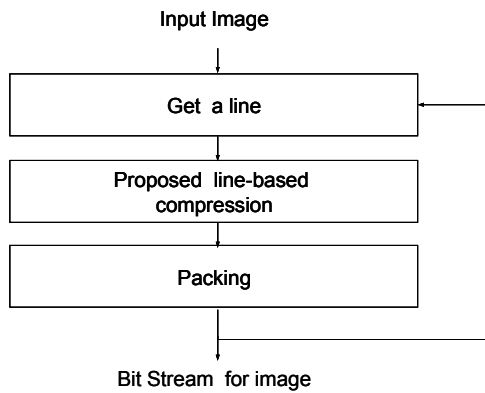 Input Image
Get a line
Proposed line-based
compression
Packing
Bit Stream for image